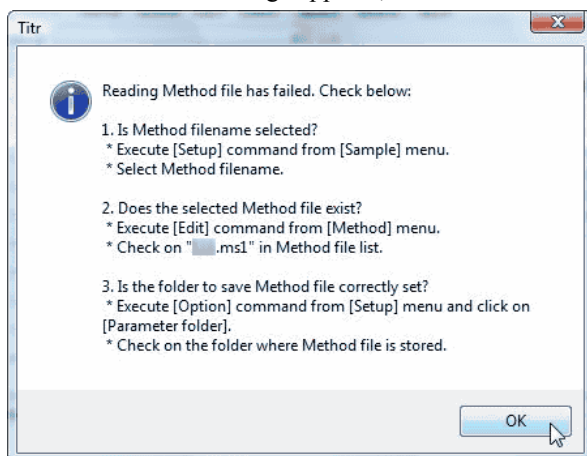 Titr
Reading Method file has failed. Check below:
1. Is Method filename selected?
* Execute [Setup] command from [Sample] menu.
* Select Method filename.
2. Does the selected Method file exist?
* Execute [Edit] command from [Method] menu.
* Check on " .ms1" in Method file list.
3. Is the folder to save Method file correctly set?
* Execute [Option] command from [Setup] menu and click on
[Parameter folder].
* Check on the folder where Method file is stored.
OK